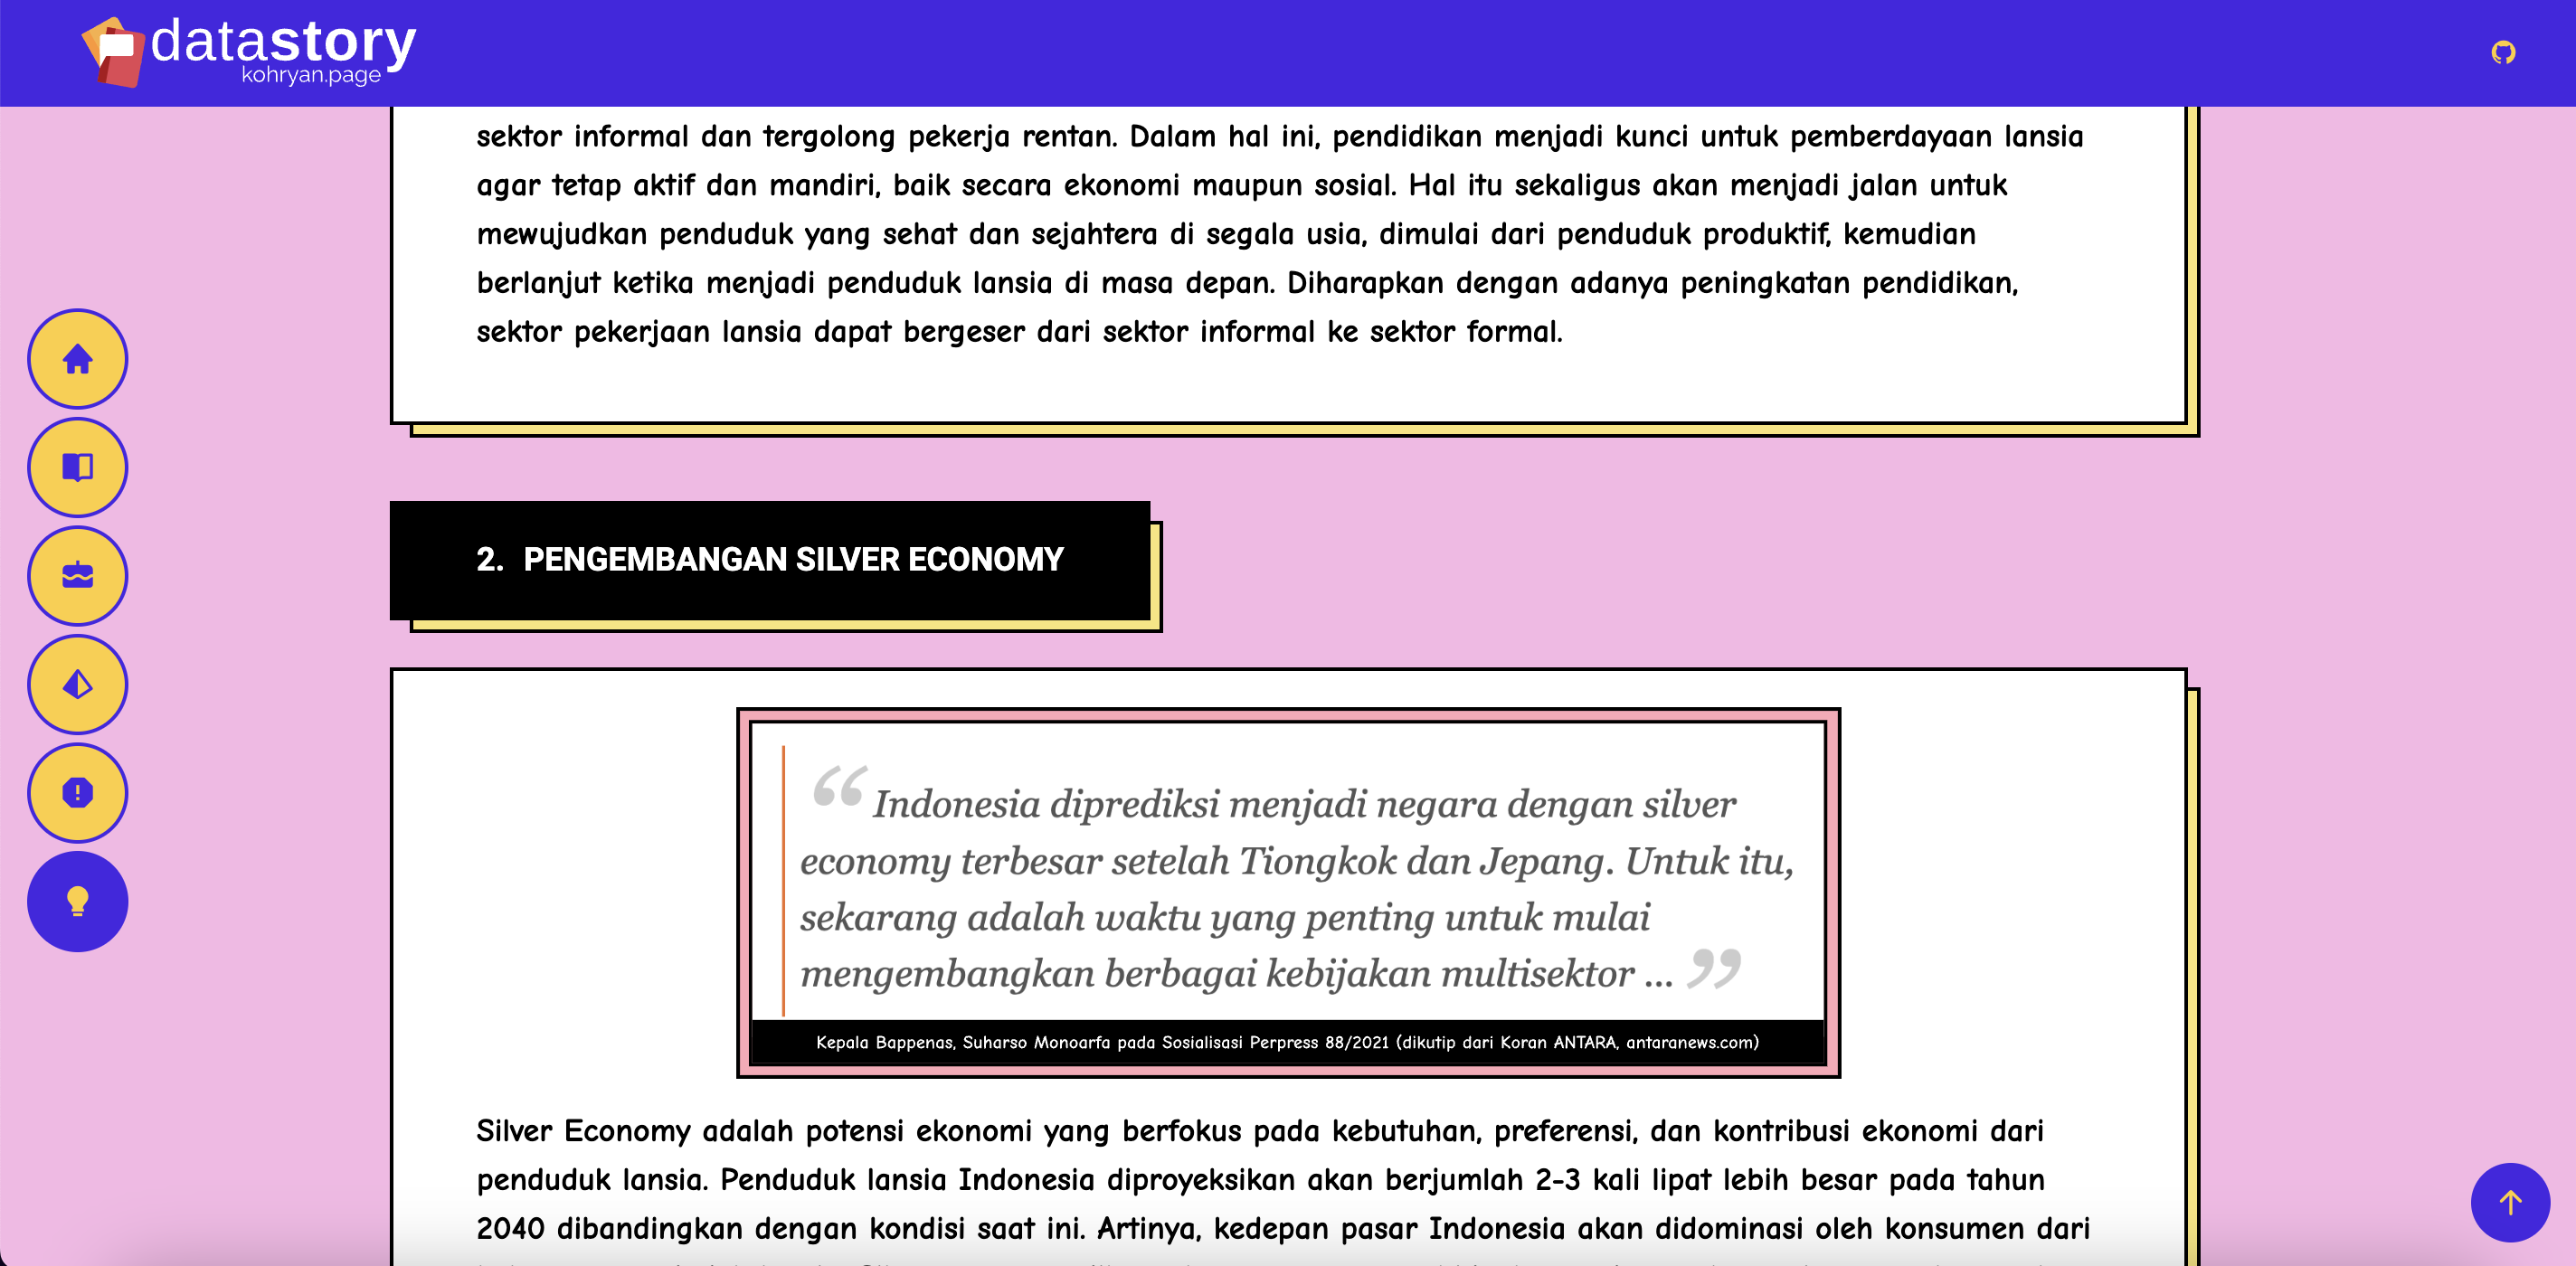 datastory
kohryan.page
sektor informal dan tergolong pekerja rentan. Dalam hal ini, pendidikan menjadi kunci untuk pemberdayaan lansia
agar tetap aktif dan mandiri, baik secara ekonomi maupun sosial. Hal itu sekaligus akan menjadi jalan untuk
mewujudkan penduduk yang sehat dan sejahtera di segala usia, dimulai dari penduduk produktif, kemudian
berlanjut ketika menjadi penduduk lansia di masa depan. Diharapkan dengan adanya peningkatan pendidikan,
sektor pekerjaan lansia dapat bergeser dari sektor informal ke sektor formal.
2. PENGEMBANGAN SILVER ECONOMY
“ Indonesia diprediksi menjadi negara dengan silver
economy terbesar setelah Tiongkok dan Jepang. Untuk itu,
sekarang adalah waktu yang penting untuk mulai
mengembangkan berbagai kebijakan multisektor ... ”
Kepala Bappenas, Suharso Monoarfa pada Sosialisasi Perpress 88/2021 (dikutip dari Koran ANTARA, antaranews.com)
Silver Economy adalah potensi ekonomi yang berfokus pada kebutuhan, preferensi, dan kontribusi ekonomi dari
penduduk lansia. Penduduk lansia Indonesia diproyeksikan akan berjumlah 2-3 kali lipat lebih besar pada tahun
2040 dibandingkan dengan kondisi saat ini. Artinya, kedepan pasar Indonesia akan didominasi oleh konsumen dari